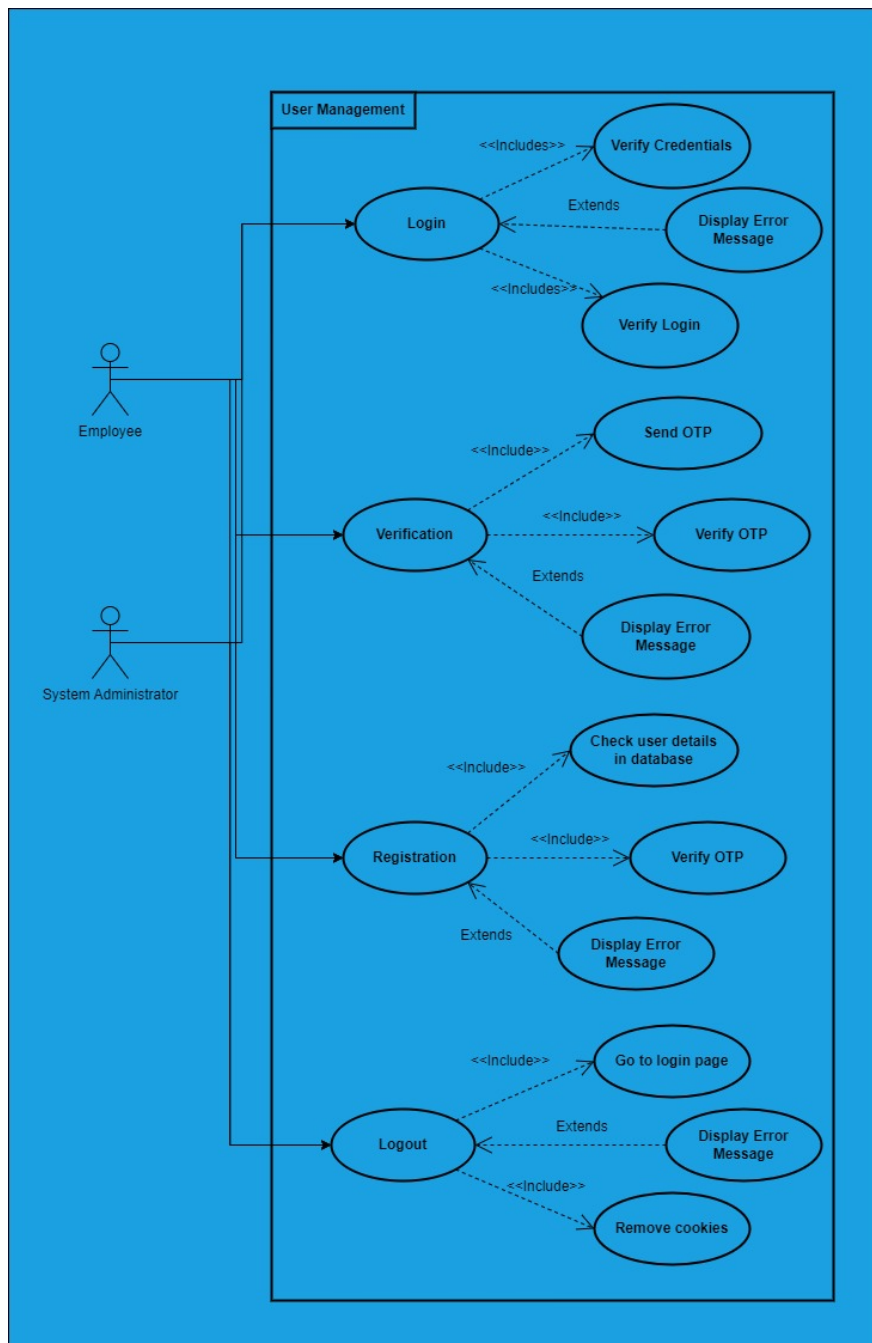 User Management
<<Includes>>
Verify Credentials
Login
Extends
Display Error
Message
<<Includes>>
Verify Login
Employee
<<Include>>
Send OTP
Verification
<<Include>>
Verify OTP
Extends
Display Error
Message
System Administrator
Check user details
in database
<<Include>>
Registration
<<Include>>
Verify OTP
Extends
Display Error
Message
<<Include>>
Go to login page
Logout
Extends
Display Error
Message
<<Include>>
Remove cookies